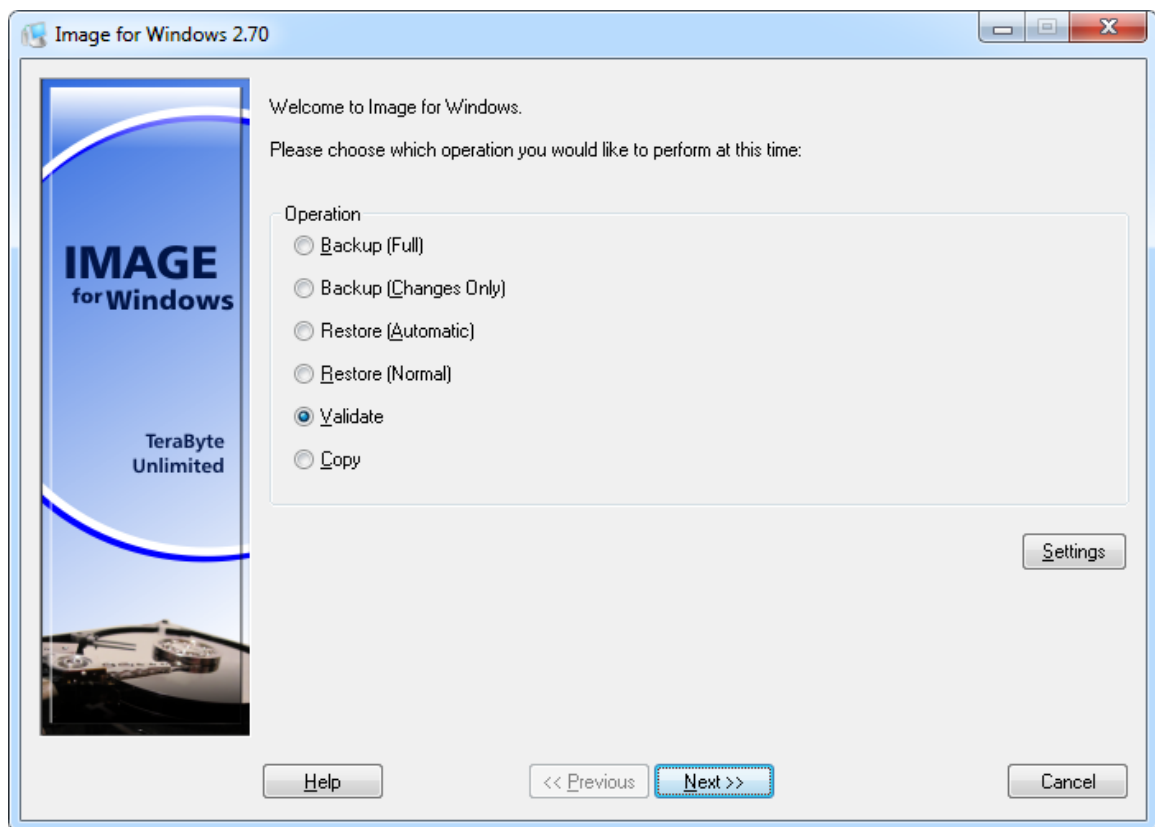 Image for Windows 2.70
IMAGE
for Windows
TeraByte
Unlimited
Welcome to Image for Windows.
Please choose which operation you would like to perform at this time:
Operation
Backup (Full)
Backup (Changes Only)
Restore (Automatic)
Restore (Normal)
Validate
Copy
Settings
Help
<< Previous
Next >>
Cancel